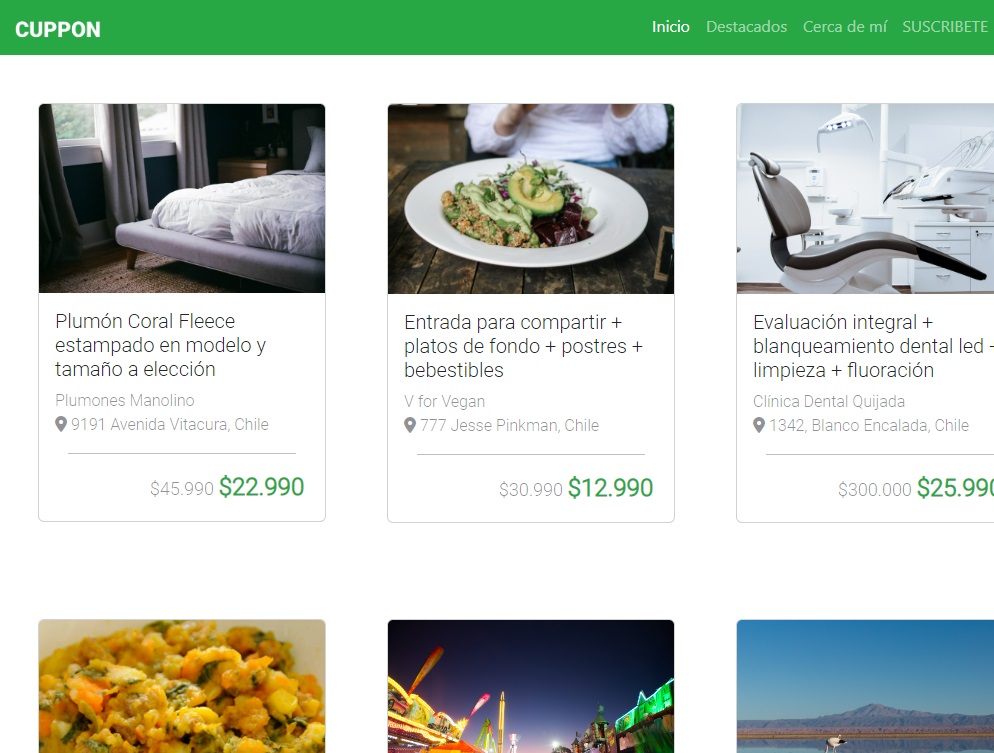 CUPPON
Inicio Destacados Cerca de mí SUSCRIBETE
Plumón Coral Fleece
estampado en modelo y
tamaño a elección
Plumones Manolino
9191 Avenida Vitacura, Chile
$45.990 $22.990
Entrada para compartir +
platos de fondo + postres +
bebestibles
V for Vegan
777 Jesse Pinkman, Chile
$30.990 $12.990
Evaluación integral +
blanqueamiento dental led +
limpieza + fluoración
Clínica Dental Quijada
1342, Blanco Encalada, Chile
$300.000 $25.990